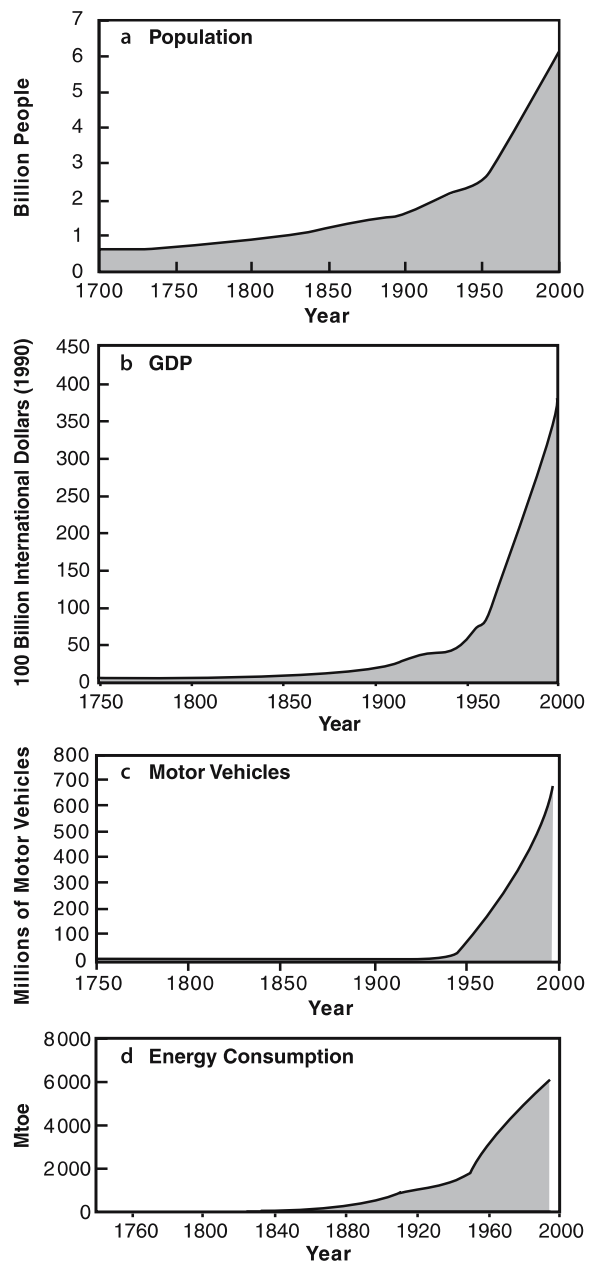 7
a Population
6
5
4
3
2
1
0
Billion People
1700 1750 1800 1850 1900 1950 2000
Year
450
b GDP
400
350
300
250
200
150
100
50
0
100 Billion International Dollars (1990)
1750 1800 1850 1900 1950 2000
Year
800
c Motor Vehicles
700
600
500
400
300
200
100
0
Millions of Motor Vehicles
1750 1800 1850 1900 1950 2000
Year
8000
d Energy Consumption
6000
4000
2000
0
Mtoe
1760 1800 1840 1880 1920 1960 2000
Year